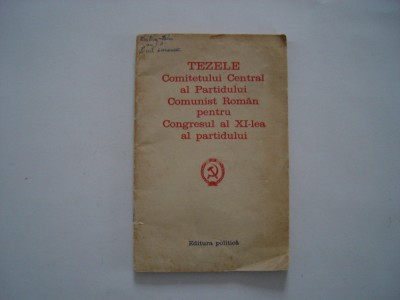 TEZELE
Comitetului Central
al Partidului
Comunist Român
pentru
Congresul al XI-lea
al partidului
Editura politică